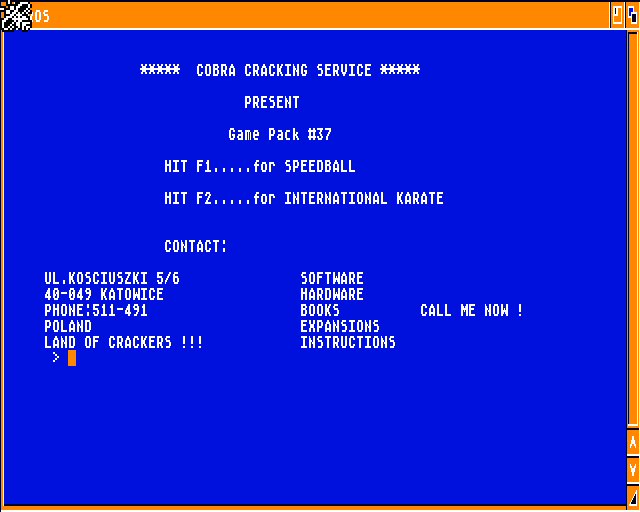 OS
***** COBRA CRACKING SERVICE *****
PRESENT
Game Pack #37
HIT F1.....for SPEEDBALL
HIT F2.....for INTERNATIONAL KARATE
CONTACT:
UL.KOSCIUSZKI 5/6 SOFTWARE
40-049 KATOWICE HARDWARE
PHONE:511-491 BOOKS CALL ME NOW !
POLAND EXPANSIONS
LAND OF CRACKERS !!! INSTRUCTIONS
>